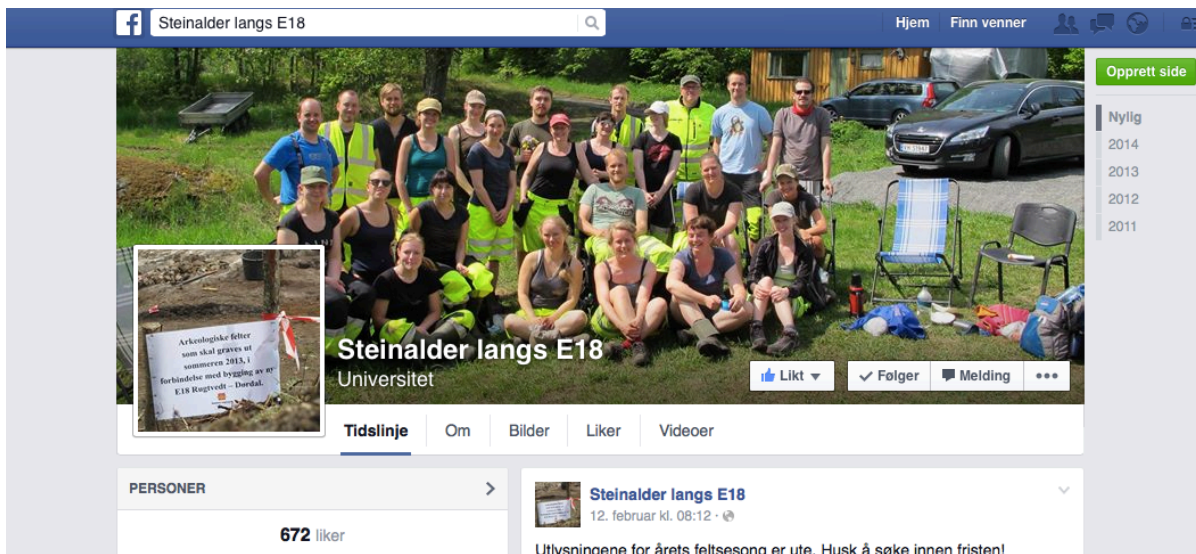 Steinalder langs E18
Hjem
Finn venner
Opprett side
Nylig
2014
2013
2012
2011
Arkeologiske felter
som skal graves ut
sommeren 2013, i
forbindelse med bygging av ny
E18 Rugtvedt – Dørdal.
Steinalder langs E18
Universitet
Likt
Følger
Melding
Tidslinje
Om
Bilder
Liker
Videoer
PERSONER
672 liker
Steinalder langs E18
12. februar kl. 08:12
Utlysningene for årets feltsesong er ute. Husk å søke innen fristen!